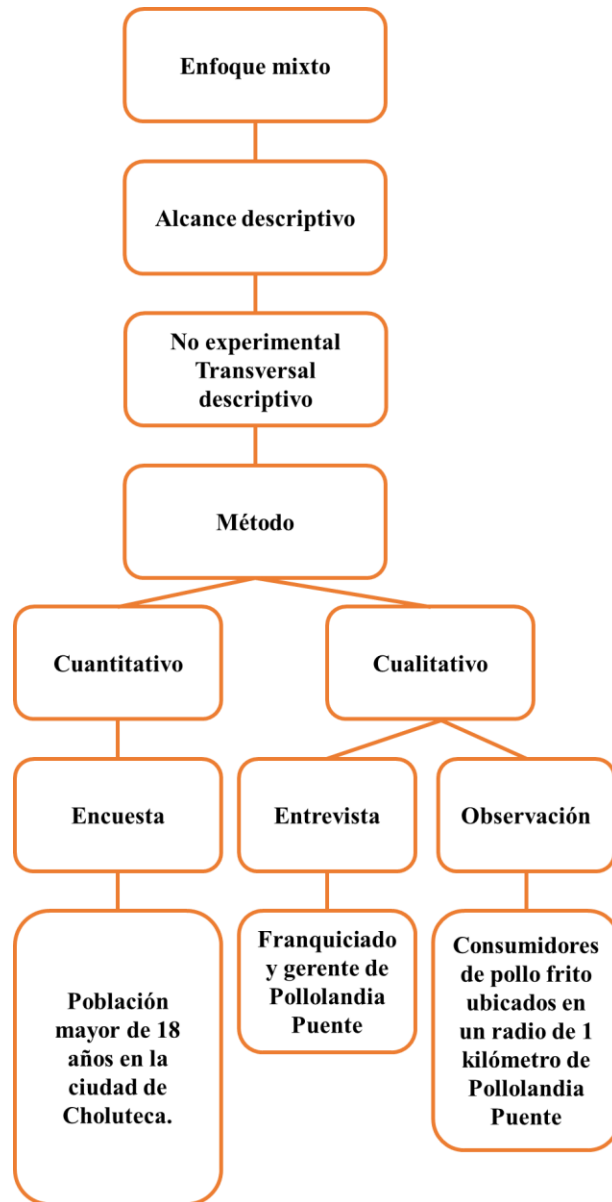 Enfoque mixto
Alcance descriptivo
No experimental
Transversal
descriptivo
Método
Cuantitativo
Cualitativo
Encuesta
Entrevista
Observación
Población
mayor de 18
años en la
ciudad de
Choluteca.
Franquiciado
y gerente de
Pollolandia
Puente
Consumidores
de pollo frito
ubicados en
un radio de 1
kilómetro de
Pollolandia
Puente